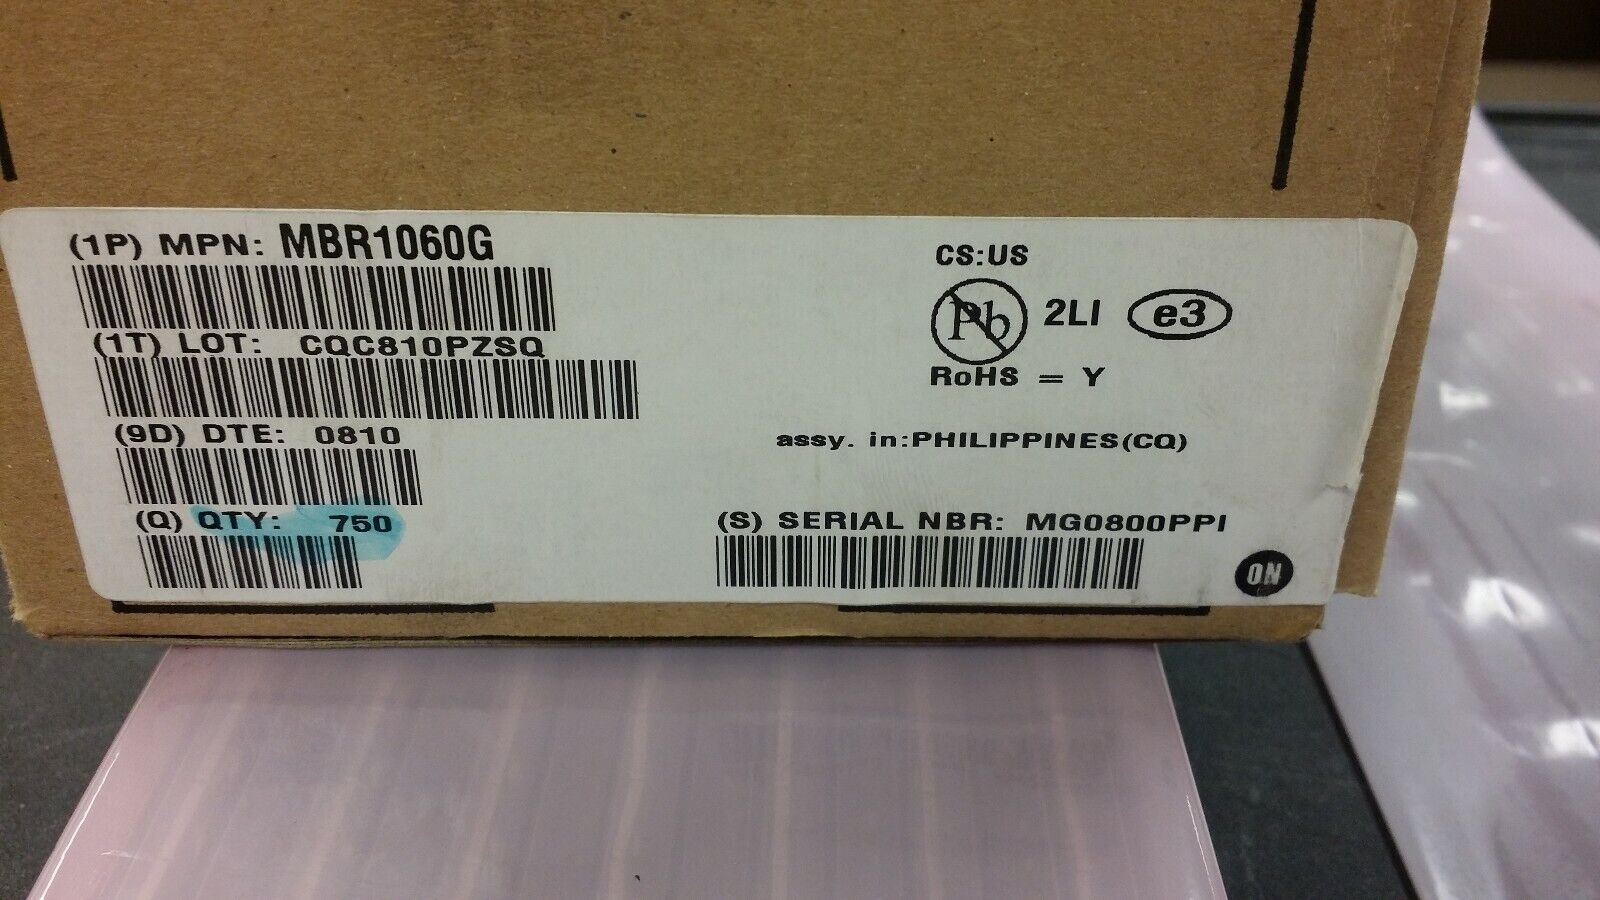 (1P) MPN: MBR1060G
(1T) LOT: CQC810PZSQ
(9D) DTE: 0810
(Q) QTY: 750
CS:US
Pb 2LI e3
RoHS = Y
assy. in:PHILIPPINES(CQ)
(S) SERIAL NBR: MG0800PPI
ON